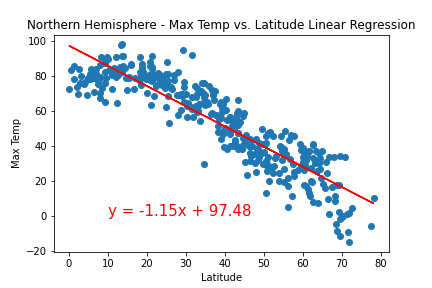 Northern Hemisphere - Max Temp vs. Latitude Linear Regression
100
80
60
40
20
0
−20
Max Temp
y = -1.15x + 97.48
0 10 20 30 40 50 60 70 80
Latitude